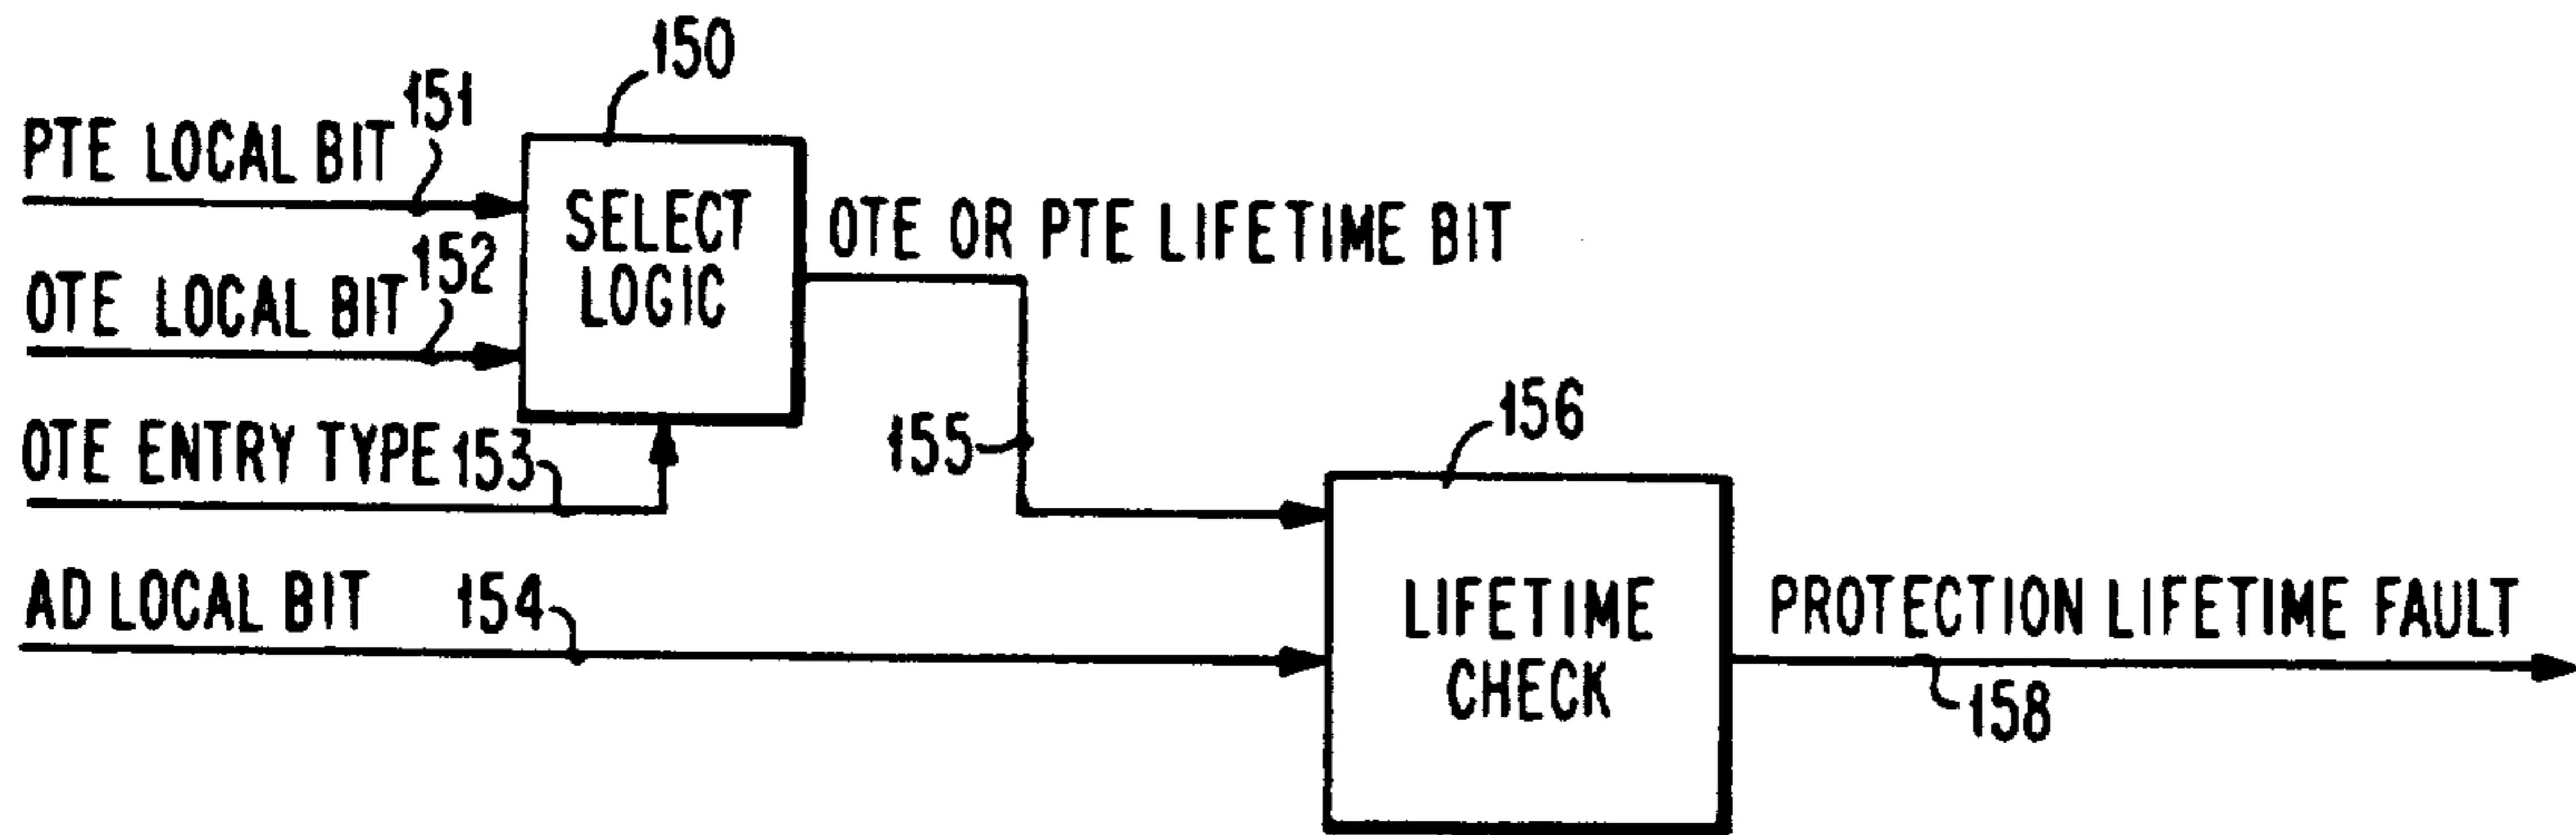 150
PTE LOCAL BIT 151
SELECT
LOGIC
OTE OR PTE LIFETIME BIT
OTE LOCAL BIT 152
OTE ENTRY TYPE 153
155
156
AD LOCAL BIT 154
LIFETIME
CHECK
PROTECTION LIFETIME FAULT
158